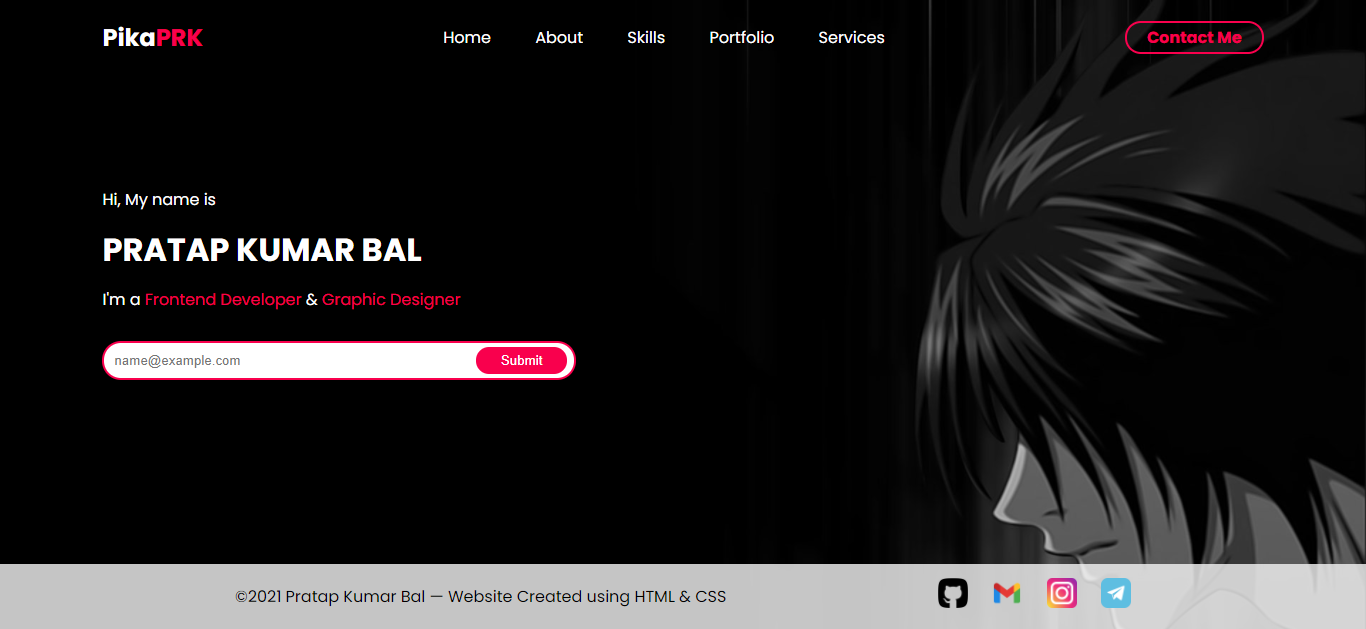 PikaPRK
Home About Skills Portfolio Services
Contact Me
Hi, My name is
PRATAP KUMAR BAL
I'm a Frontend Developer & Graphic Designer
name@example.com
Submit
©2021 Pratap Kumar Bal — Website Created using HTML & CSS